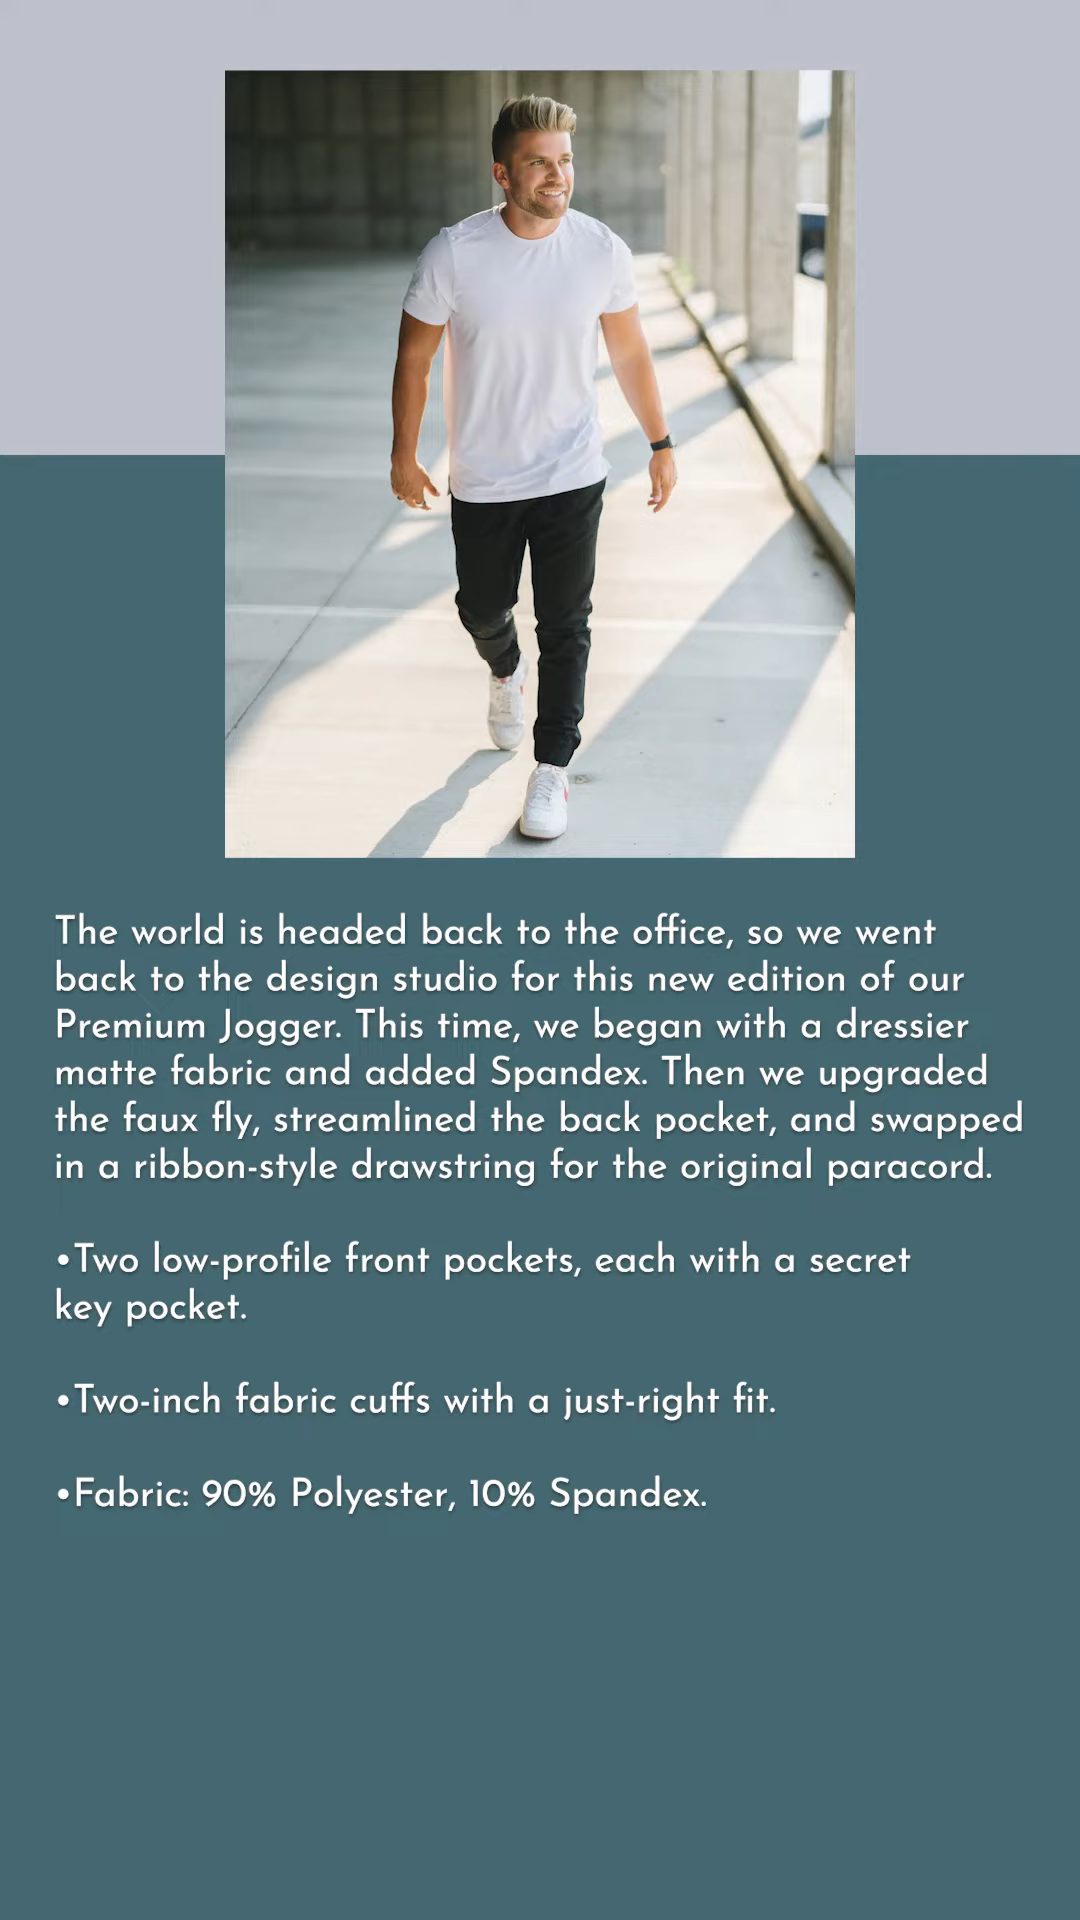 The world is headed back to the office, so we went
back to the design studio for this new edition of our
Premium Jogger. This time, we began with a dressier
matte fabric and added Spandex. Then we upgraded
the faux fly, streamlined the back pocket, and swapped
in a ribbon-style drawstring for the original paracord.
•Two low-profile front pockets, each with a secret
key pocket.
•Two-inch fabric cuffs with a just-right fit.
•Fabric: 90% Polyester, 10% Spandex.